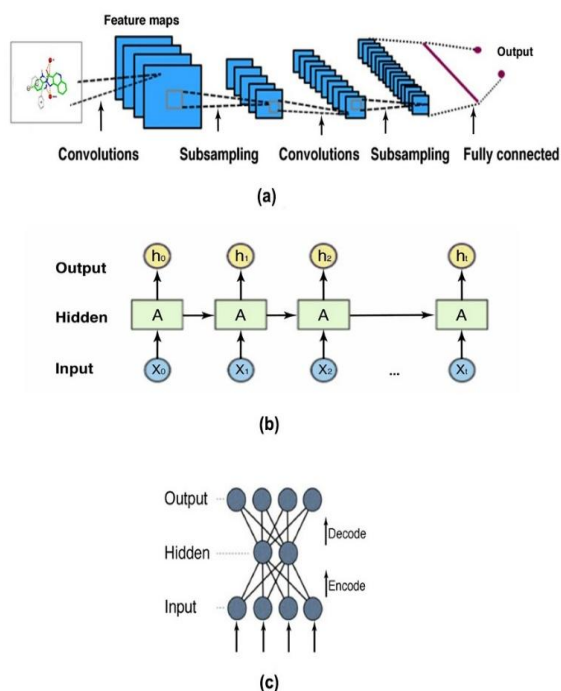 Feature maps
Output
Convolutions Subsampling Convolutions Subsampling Fully connected
(a)
Output h₀ h₁ h₂ hₜ
Hidden A A A A
Input X₀ X₁ X₂ ... Xₜ
(b)
Output
Decode
Hidden
Encode
Input
(c)